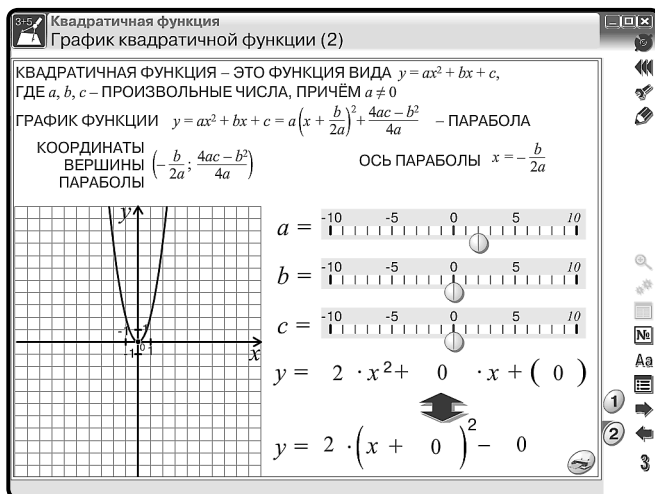 3+5
Квадратичная функция
График квадратичной функции (2)
КВАДРАТИЧНАЯ ФУНКЦИЯ – ЭТО ФУНКЦИЯ ВИДА y = ax² + bx + c,
ГДЕ a, b, c – ПРОИЗВОЛЬНЫЕ ЧИСЛА, ПРИЧЁМ a ≠ 0
ГРАФИК ФУНКЦИИ y = ax² + bx + c = a(x + b/2a)² + (4ac – b²)/4a – ПАРАБОЛА
КООРДИНАТЫ
ВЕРШИНЫ (–b/2a; (4ac – b²)/4a)
ПАРАБОЛЫ
ОСЬ ПАРАБОЛЫ x = – b/2a
y
-1 1
0
-1
x
a = -10 -5 0 5 10
b = -10 -5 0 5 10
c = -10 -5 0 5 10
y = 2 · x² + 0 · x + ( 0 )
y = 2 · (x + 0)² – 0
№
Aa
1
2
3